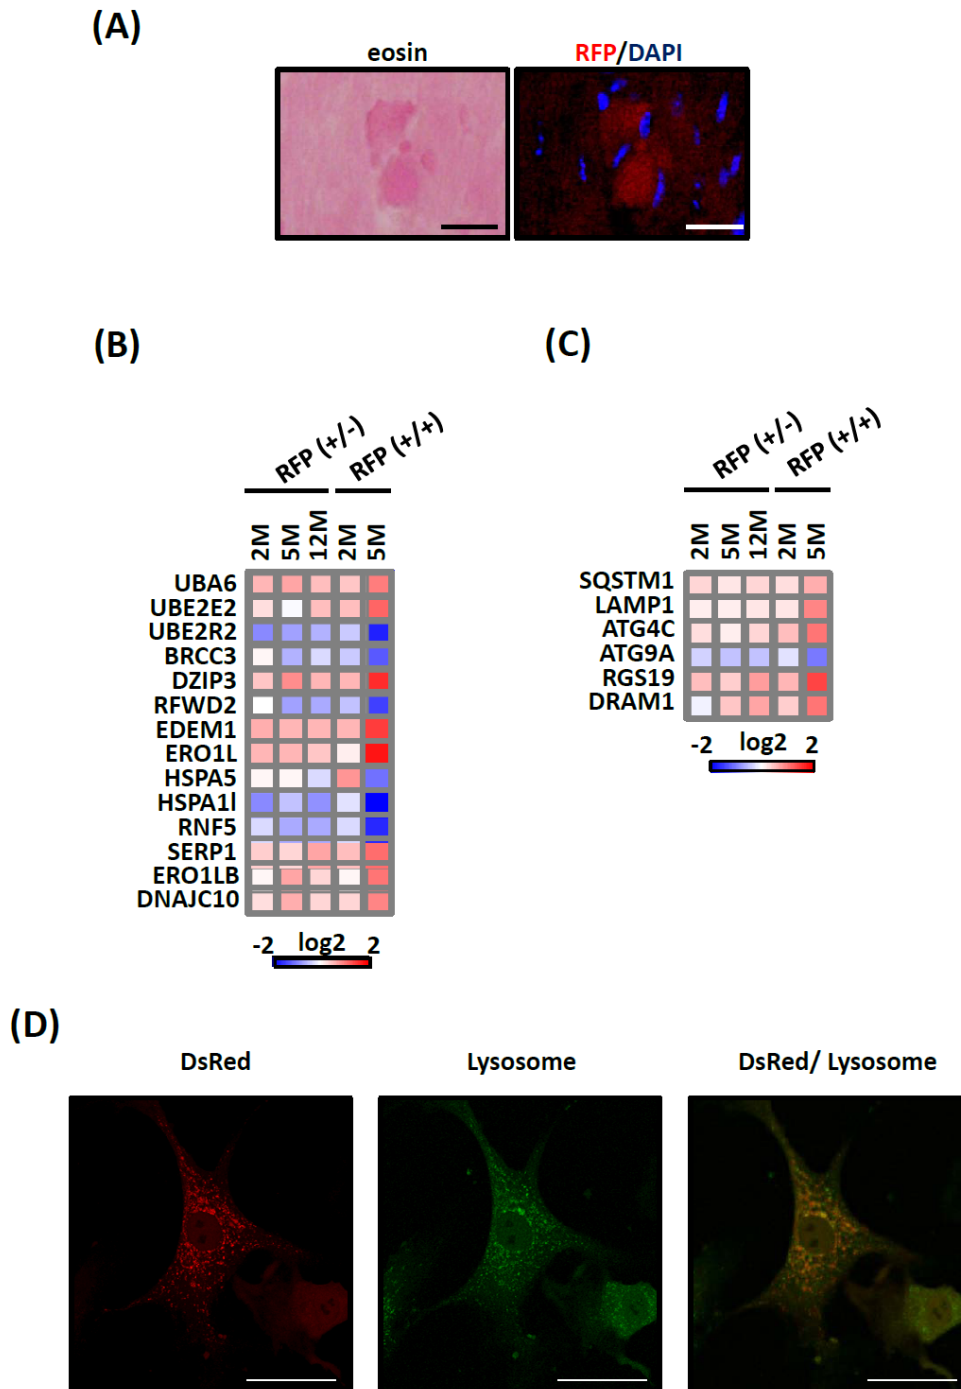 (A)
eosin
RFP/DAPI
(B)
RFP (+/-)
RFP (+/+)
2M
5M
12M
2M
5M
UBA6
UBE2E2
UBE2R2
BRCC3
DZIP3
RFWD2
EDEM1
ERO1L
HSPA5
HSPA1l
RNF5
SERP1
ERO1LB
DNAJC10
-2 log2 2
(C)
RFP (+/-)
RFP (+/+)
2M
5M
12M
2M
5M
SQSTM1
LAMP1
ATG4C
ATG9A
RGS19
DRAM1
-2 log2 2
(D)
DsRed
Lysosome
DsRed/ Lysosome